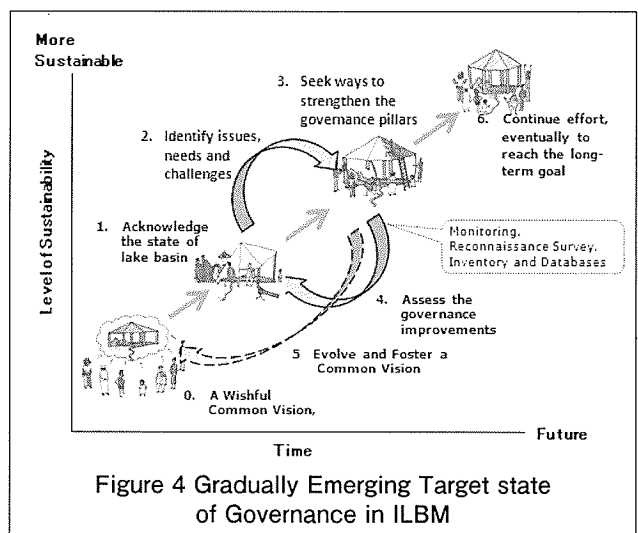 More
Sustainable
Level of Sustainability
3. Seek ways to
strengthen the
governance pillars
2. Identify issues,
needs and
challenges
1. Acknowledge
the state of
lake basin
6. Continue effort,
eventually to
reach the long-
term goal
Monitoring,
Reconnaissance Survey,
Inventory and Databases
4. Assess the
governance
improvements
5 Evolve and Foster a
Common Vision
0. A Wishful
Common Vision,
Future
Time
Figure 4 Gradually Emerging Target state
of Governance in ILBM